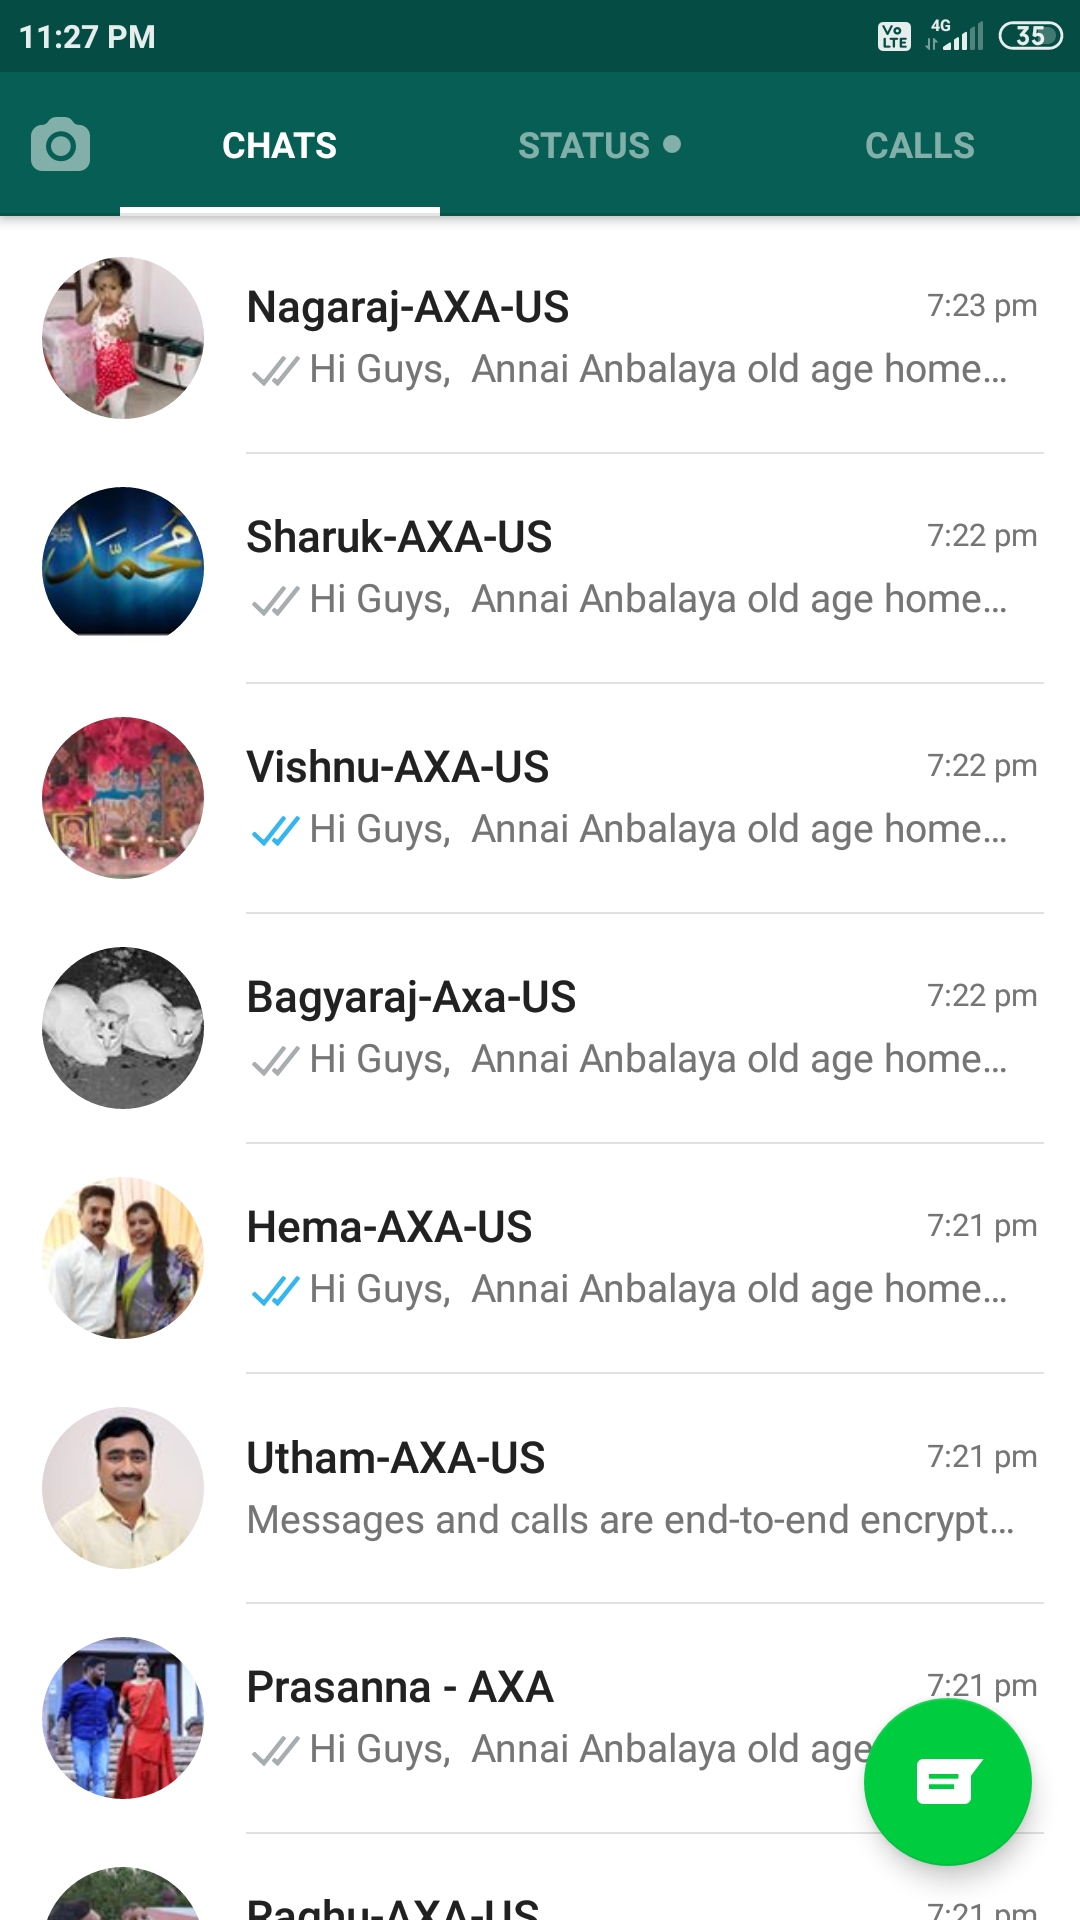 11:27 PM Vo LTE 4G 35
CHATS STATUS CALLS
Nagaraj-AXA-US 7:23 pm
Hi Guys, Annai Anbalaya old age home...
محمد
Sharuk-AXA-US 7:22 pm
Hi Guys, Annai Anbalaya old age home...
Vishnu-AXA-US 7:22 pm
Hi Guys, Annai Anbalaya old age home...
Bagyaraj-Axa-US 7:22 pm
Hi Guys, Annai Anbalaya old age home...
Hema-AXA-US 7:21 pm
Hi Guys, Annai Anbalaya old age home...
Utham-AXA-US 7:21 pm
Messages and calls are end-to-end encrypt...
Prasanna - AXA 7:21 pm
Hi Guys, Annai Anbalaya old age
Raghu-AXA-US 7:21 pm